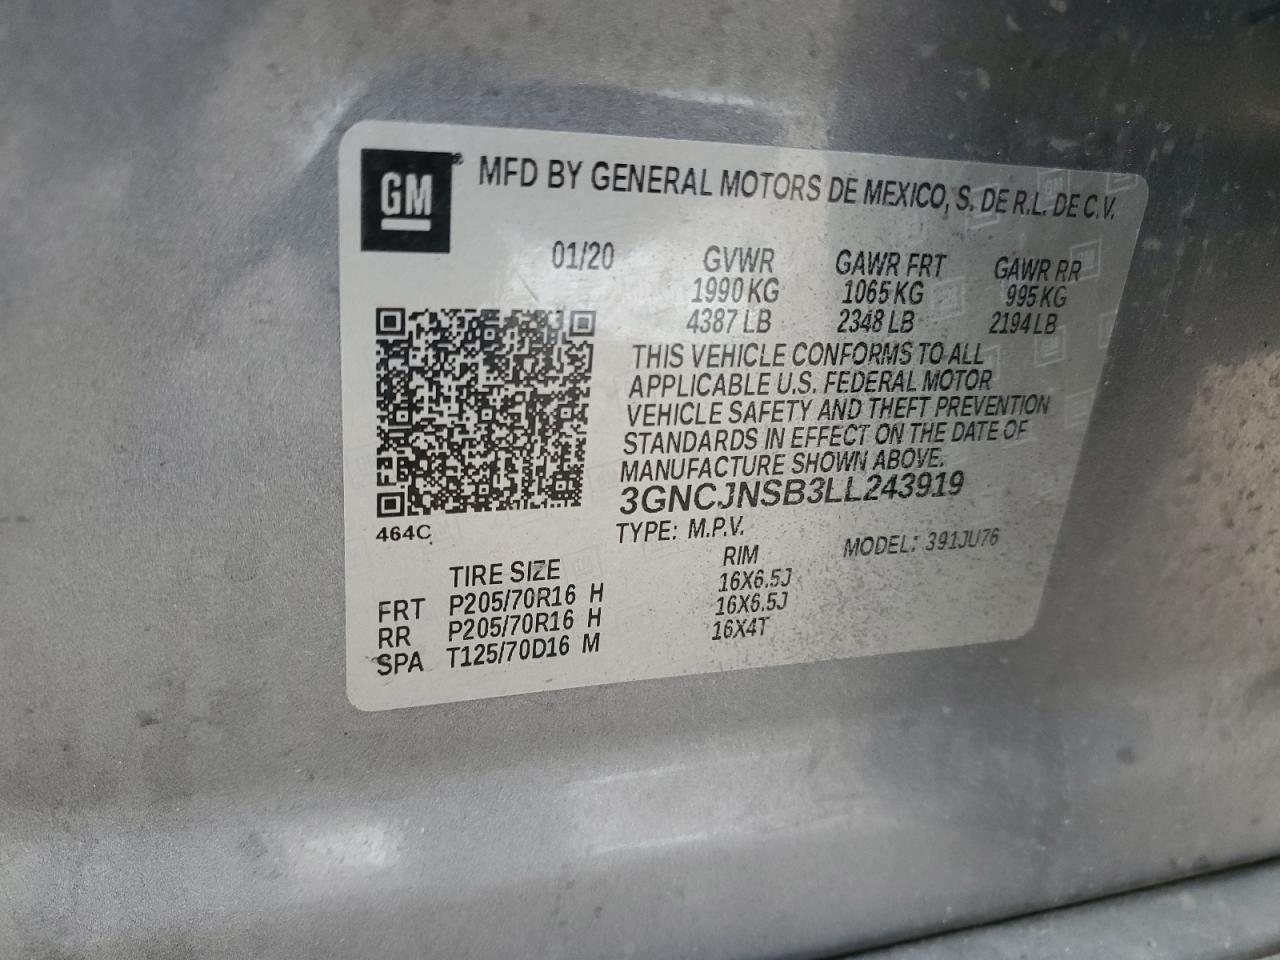 GM ® MFD BY GENERAL MOTORS DE MEXICO, S. DE R.L. DE C.V.
01/20 GVWR GAWR FRT GAWR RR
1990 KG 1065 KG 995 KG
4387 LB 2348 LB 2194 LB
THIS VEHICLE CONFORMS TO ALL
APPLICABLE U.S. FEDERAL MOTOR
VEHICLE SAFETY AND THEFT PREVENTION
STANDARDS IN EFFECT ON THE DATE OF
MANUFACTURE SHOWN ABOVE.
3GNCJNSB3LL243919
464C
TYPE: M.P.V. MODEL: 391JU76
TIRE SIZE RIM
FRT P205/70R16 H 16X6.5J
RR P205/70R16 H 16X6.5J
SPA T125/70D16 M 16X4T